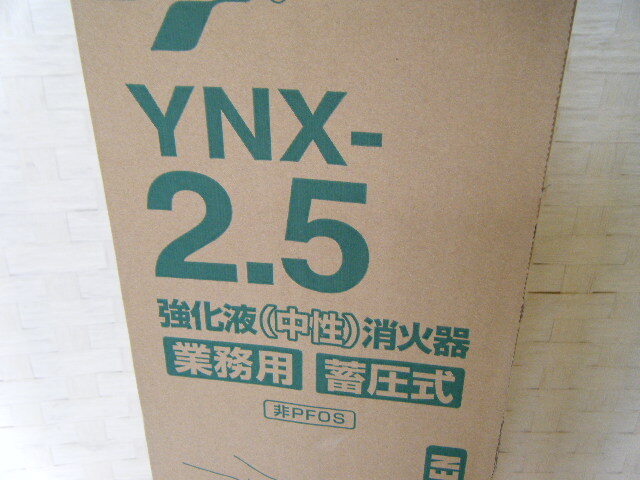 ®
YNX-
2.5
強化液(中性)消火器
業務用 蓄圧式
非PFOS
NE